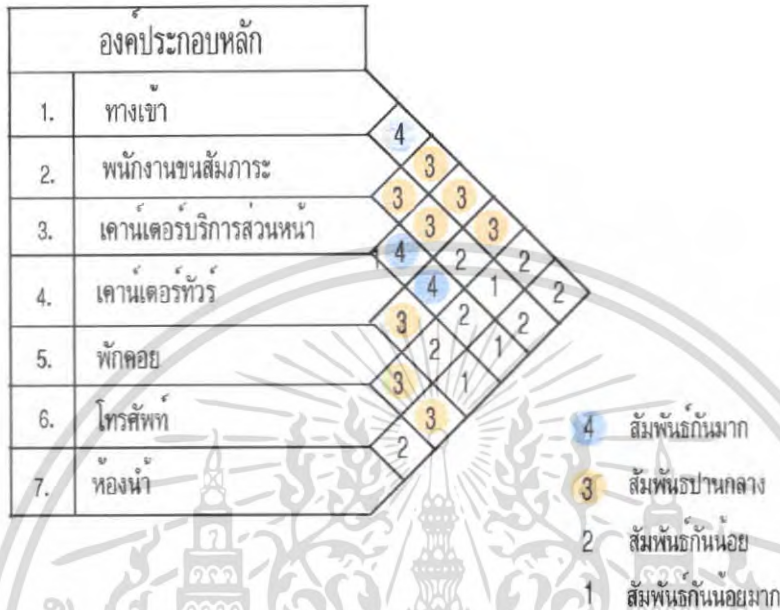 องค์ประกอบหลัก
1. ทางเข้า
2. พนักงานขนสัมภาระ
3. เคาน์เตอร์บริการส่วนหน้า
4. เคาน์เตอร์ทัวร์
5. พักคอย
6. โทรศัพท์
7. ห้องน้ำ
4
3
3 3
3 3
4 2 2
4 1 2
3 2 2
2 1
3 1
3
2
4 สัมพันธ์กันมาก
3 สัมพันธปานกลาง
2 สัมพันธ์กันน้อย
1 สัมพันธ์กันน้อยมาก